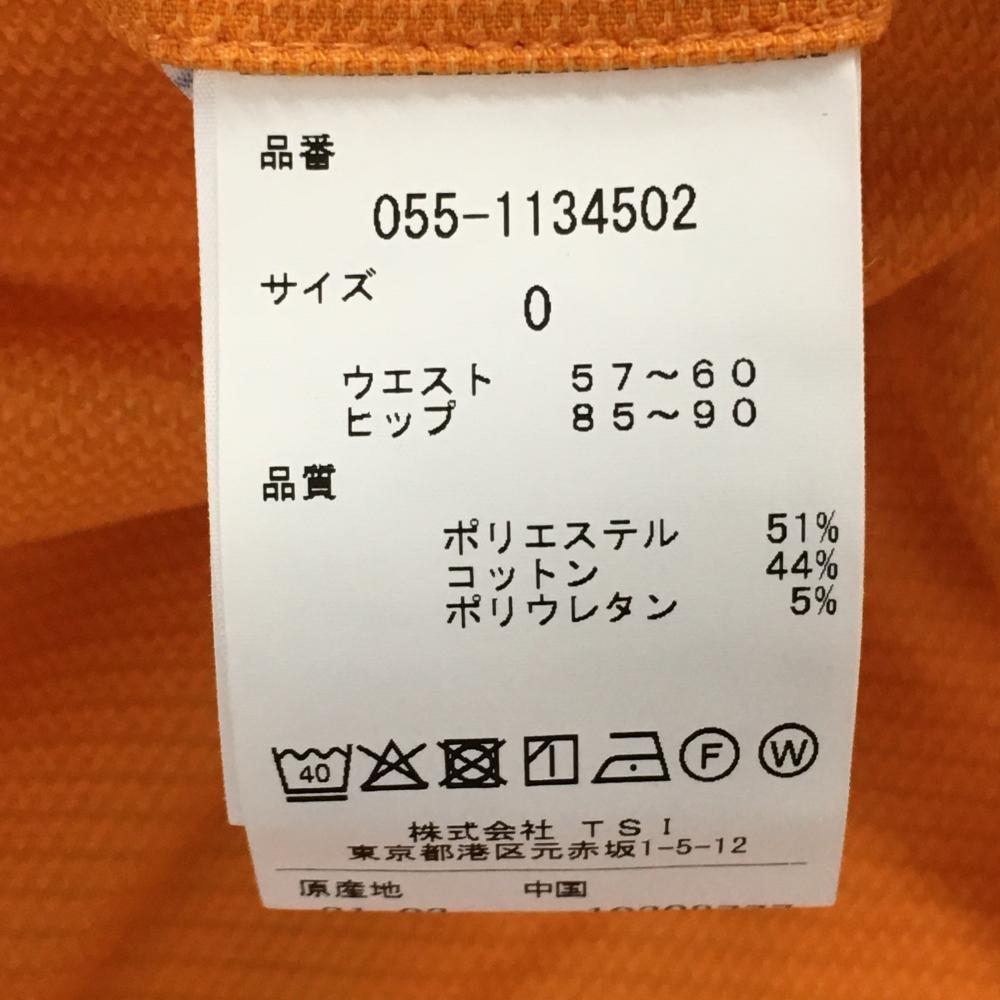 品番
055-1134502
サイズ 0
ウエスト 57～60
ヒップ 85～90
品質
ポリエステル 51%
コットン 44%
ポリウレタン 5%
40 F W
株式会社 TSI
東京都港区元赤坂1-5-12
原産地 中国